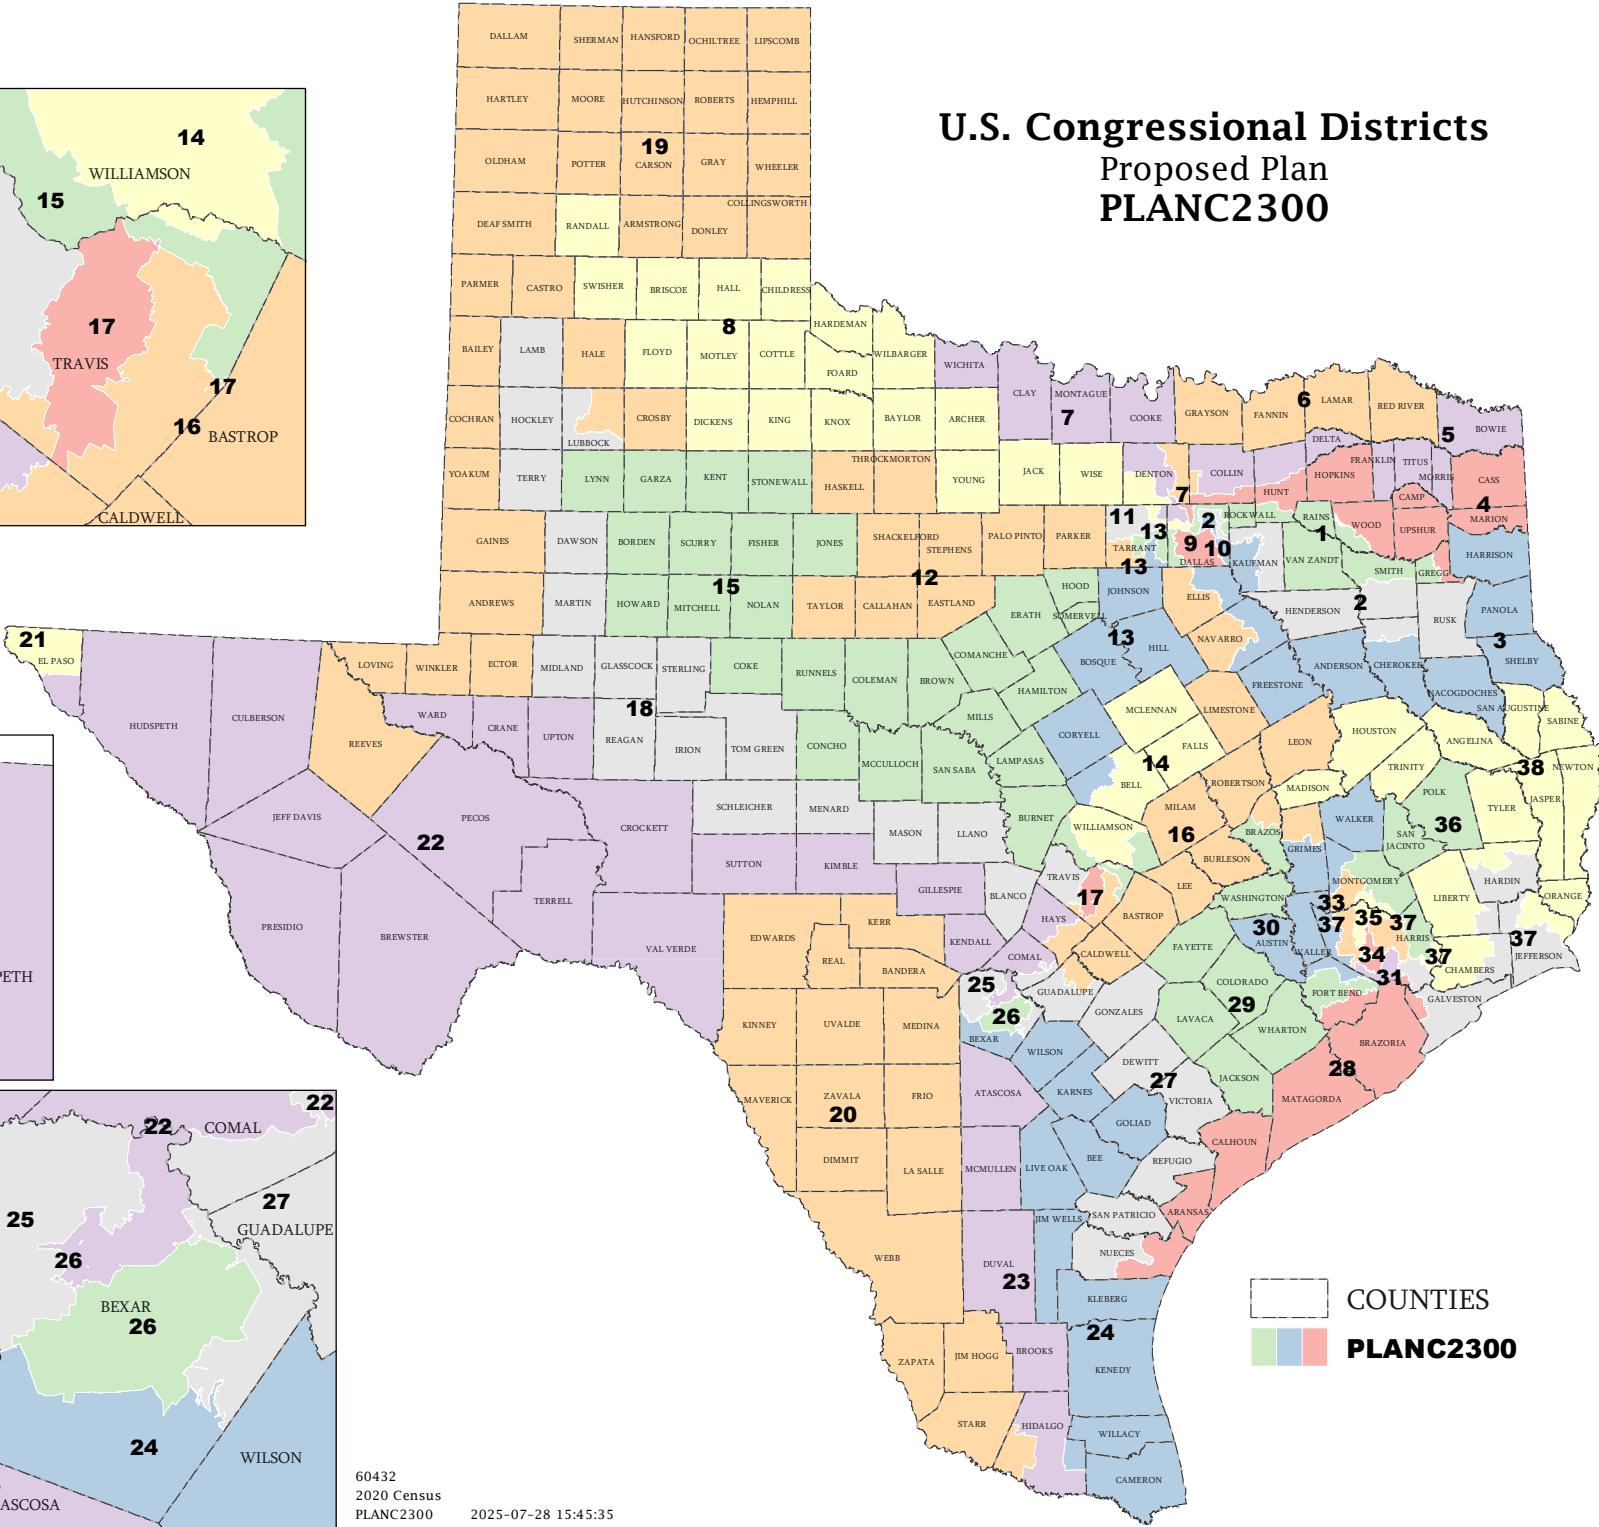 U.S. Congressional Districts
Proposed Plan
PLANC2300
DALLAM
SHERMAN
HANSFORD
OCHILTREE
LIPSCOMB
HARTLEY
MOORE
HUTCHINSON
ROBERTS
HEMPHILL
19
OLDHAM
POTTER
CARSON
GRAY
WHEELER
COLLINGSWORTH
DEAF SMITH
RANDALL
ARMSTRONG
DONLEY
PARMER
CASTRO
SWISHER
BRISCOE
HALL
CHILDRESS
8
HARDEMAN
BAILEY
LAMB
HALE
FLOYD
MOTLEY
COTTLE
FOARD
WILBARGER
WICHITA
CLAY
MONTAGUE
7
COOKE
GRAYSON
FANNIN
6
LAMAR
RED RIVER
5
BOWIE
COCHRAN
HOCKLEY
LUBBOCK
CROSBY
DICKENS
KING
KNOX
BAYLOR
ARCHER
DELTA
FRANKLIN
TITUS
MORRIS
CASS
YOAKUM
TERRY
LYNN
GARZA
KENT
STONEWALL
HASKELL
THROCKMORTON
YOUNG
JACK
WISE
DENTON
7
COLLIN
HUNT
HOPKINS
CAMP
4
MARION
GAINES
DAWSON
BORDEN
SCURRY
FISHER
JONES
SHACKELFORD
STEPHENS
PALO PINTO
PARKER
11
13
TARRANT
13
2
9
10
DALLAS
ROCKWALL
KAUFMAN
RAINS
1
VAN ZANDT
WOOD
UPSHUR
SMITH
GREGG
HARRISON
ANDREWS
MARTIN
HOWARD
15
MITCHELL
NOLAN
TAYLOR
CALLAHAN
12
EASTLAND
ERATH
HOOD
SOMERVELL
JOHNSON
ELLIS
HENDERSON
2
RUSK
PANOLA
21
EL PASO
LOVING
WINKLER
ECTOR
MIDLAND
GLASSCOCK
STERLING
COKE
RUNNELS
COLEMAN
BROWN
COMANCHE
HAMILTON
BOSQUE
13
HILL
NAVARRO
FREESTONE
ANDERSON
CHEROKEE
3
SHELBY
NACOGDOCHES
SAN AUGUSTINE
SABINE
HUDSPETH
CULBERSON
REEVES
WARD
CRANE
UPTON
18
REAGAN
IRION
TOM GREEN
CONCHO
MCCULLOCH
SAN SABA
MILLS
LAMPASAS
CORYELL
MCLENNAN
FALLS
14
BELL
LIMESTONE
LEON
ROBERTSON
HOUSTON
ANGELINA
TRINITY
38
NEWTON
JASPER
TYLER
POLK
MADISON
JEFF DAVIS
PECOS
22
CROCKETT
SCHLEICHER
MENARD
MASON
LLANO
BURNET
WILLIAMSON
MILAM
16
BRAZOS
GRIMES
WALKER
SAN
JACINTO
36
PRESIDIO
BREWSTER
TERRELL
SUTTON
KIMBLE
GILLESPIE
BLANCO
TRAVIS
17
HAYS
LEE
BURLESON
WASHINGTON
MONTGOMERY
LIBERTY
HARDIN
ORANGE
VAL VERDE
EDWARDS
KERR
REAL
BANDERA
KENDALL
COMAL
CALDWELL
BASTROP
FAYETTE
30
AUSTIN
WALLER
33
37
35
37
HARRIS
34
37
31
37
JEFFERSON
CHAMBERS
KINNEY
UVALDE
MEDINA
25
26
BEXAR
GUADALUPE
GONZALES
LAVACA
COLORADO
29
WHARTON
FORT BEND
GALVESTON
BRAZORIA
28
MAVERICK
ZAVALA
20
FRIO
ATASCOSA
WILSON
KARNES
DEWITT
27
VICTORIA
JACKSON
MATAGORDA
DIMMIT
LA SALLE
MCMULLEN
LIVE OAK
BEE
GOLIAD
REFUGIO
CALHOUN
WEBB
DUVAL
23
JIM WELLS
SAN PATRICIO
NUECES
ARANSAS
KLEBERG
24
KENEDY
ZAPATA
JIM HOGG
BROOKS
STARR
HIDALGO
WILLACY
CAMERON
COUNTIES
PLANC2300
14
WILLIAMSON
15
17
TRAVIS
17
16
BASTROP
CALDWELL
PETH
22
22
COMAL
27
GUADALUPE
25
26
BEXAR
26
24
WILSON
ASCOSA
60432
2020 Census
PLANC2300 2025-07-28 15:45:35